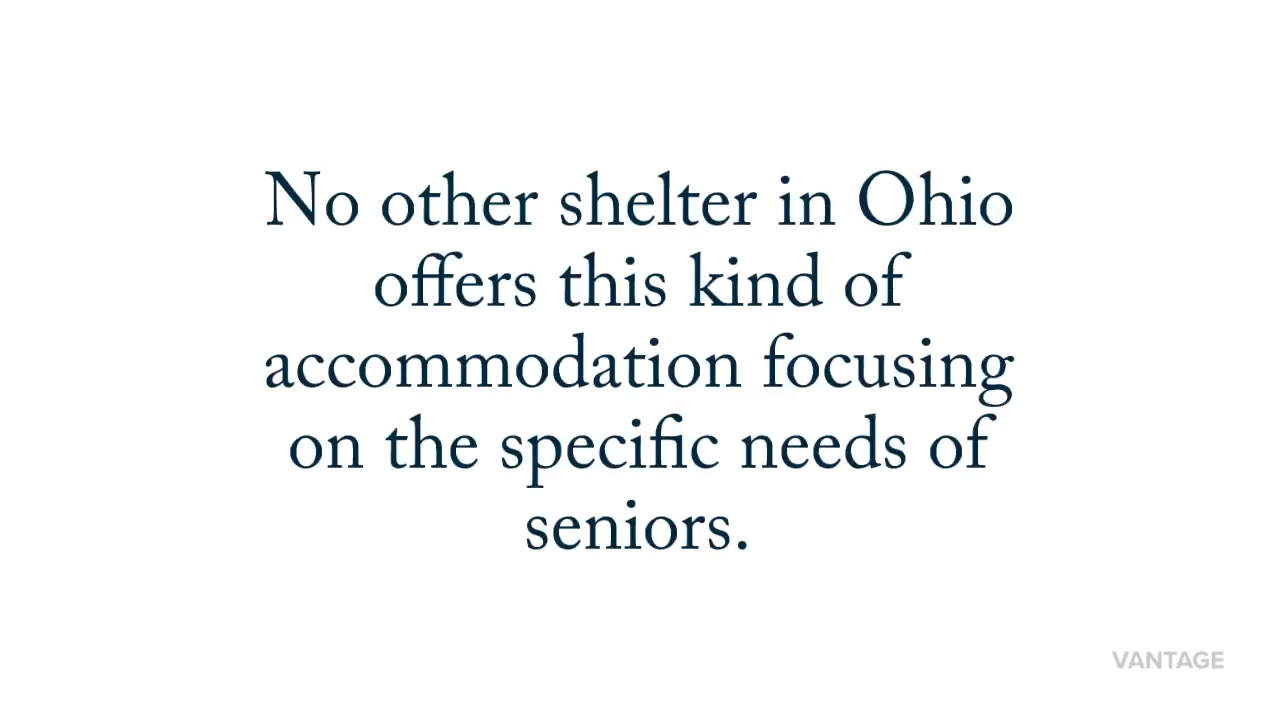 No other shelter in Ohio
offers this kind of
accommodation focusing
on the specific needs of
seniors.
VANTAGE